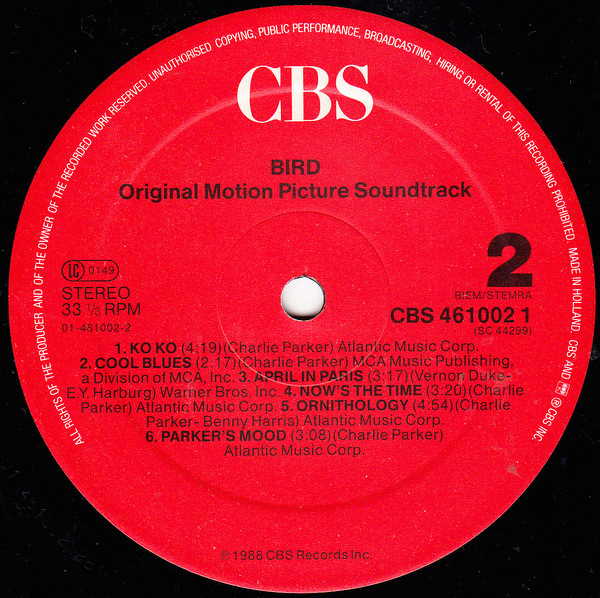 ALL RIGHTS OF THE PRODUCER AND OF THE OWNER OF THE RECORDED WORK RESERVED. UNAUTHORISED COPYING, PUBLIC PERFORMANCE, BROADCASTING, HIRING OR RENTAL OF THIS RECORDING PROHIBITED. MADE IN HOLLAND. CBS AND ® CBS INC.
CBS
BIRD
Original Motion Picture Soundtrack
LC 0149
STEREO
33 ⅓ RPM
01-461002-2
2
BIEM/STEMRA
CBS 461002 1
(SC 44299)
1. KO KO (4:19)(Charlie Parker) Atlantic Music Corp.
2. COOL BLUES (2:17)(Charlie Parker) MCA Music Publishing,
a Division of MCA, Inc. 3. APRIL IN PARIS (3:17)(Vernon. Duke-
E.Y. Harburg) Warner Bros. Inc. 4. NOW'S THE TIME (3:20)(Charlie
Parker) Atlantic Music Corp. 5. ORNITHOLOGY (4:54)(Charlie
Parker- Benny Harris) Atlantic Music Corp.
6. PARKER'S MOOD (3:08)(Charlie Parker)
Atlantic Music Corp.
℗ 1988 CBS Records Inc.